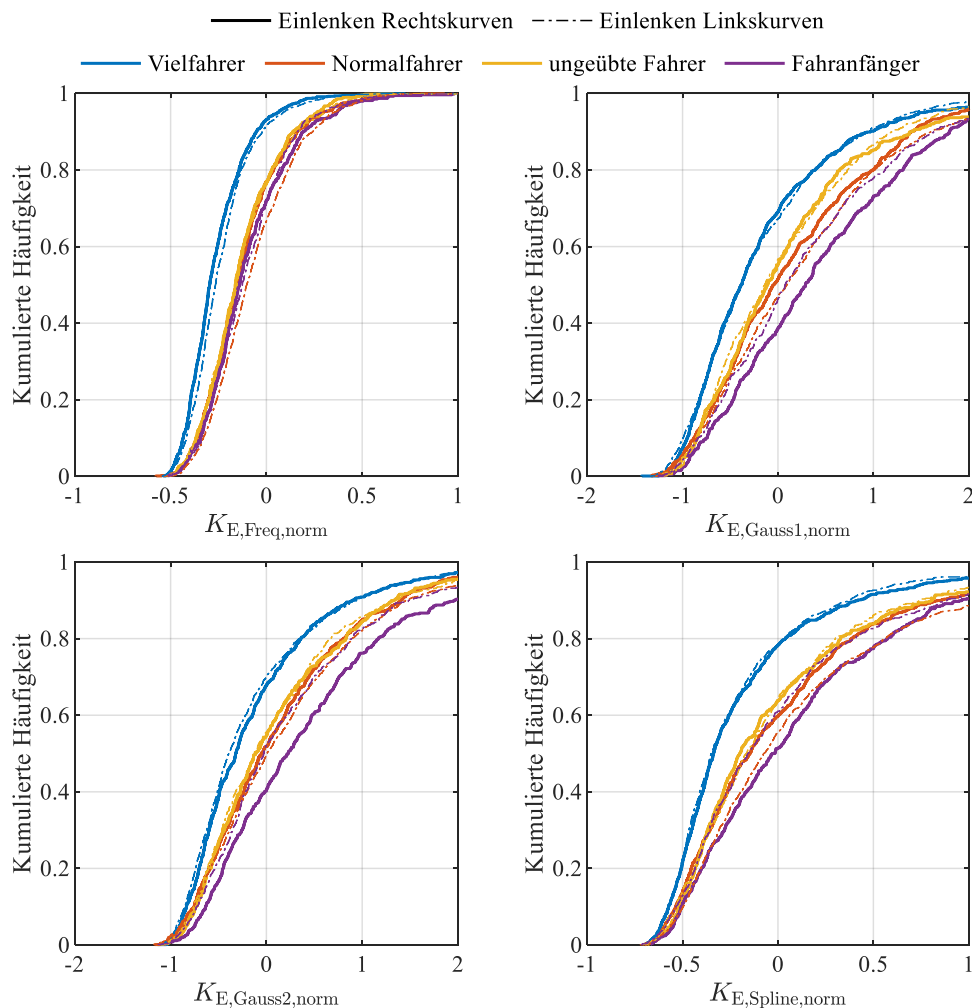 Einlenken Rechtskurven Einlenken Linkskurven
Vielfahrer Normalfahrer ungeübte Fahrer Fahranfänger
Kumulierte Häufigkeit
1
0.8
0.6
0.4
0.2
0
-1 -0.5 0 0.5 1
K_E,Freq,norm
Kumulierte Häufigkeit
1
0.8
0.6
0.4
0.2
0
-2 -1 0 1 2
K_E,Gauss1,norm
Kumulierte Häufigkeit
1
0.8
0.6
0.4
0.2
0
-2 -1 0 1 2
K_E,Gauss2,norm
Kumulierte Häufigkeit
1
0.8
0.6
0.4
0.2
0
-1 -0.5 0 0.5 1
K_E,Spline,norm